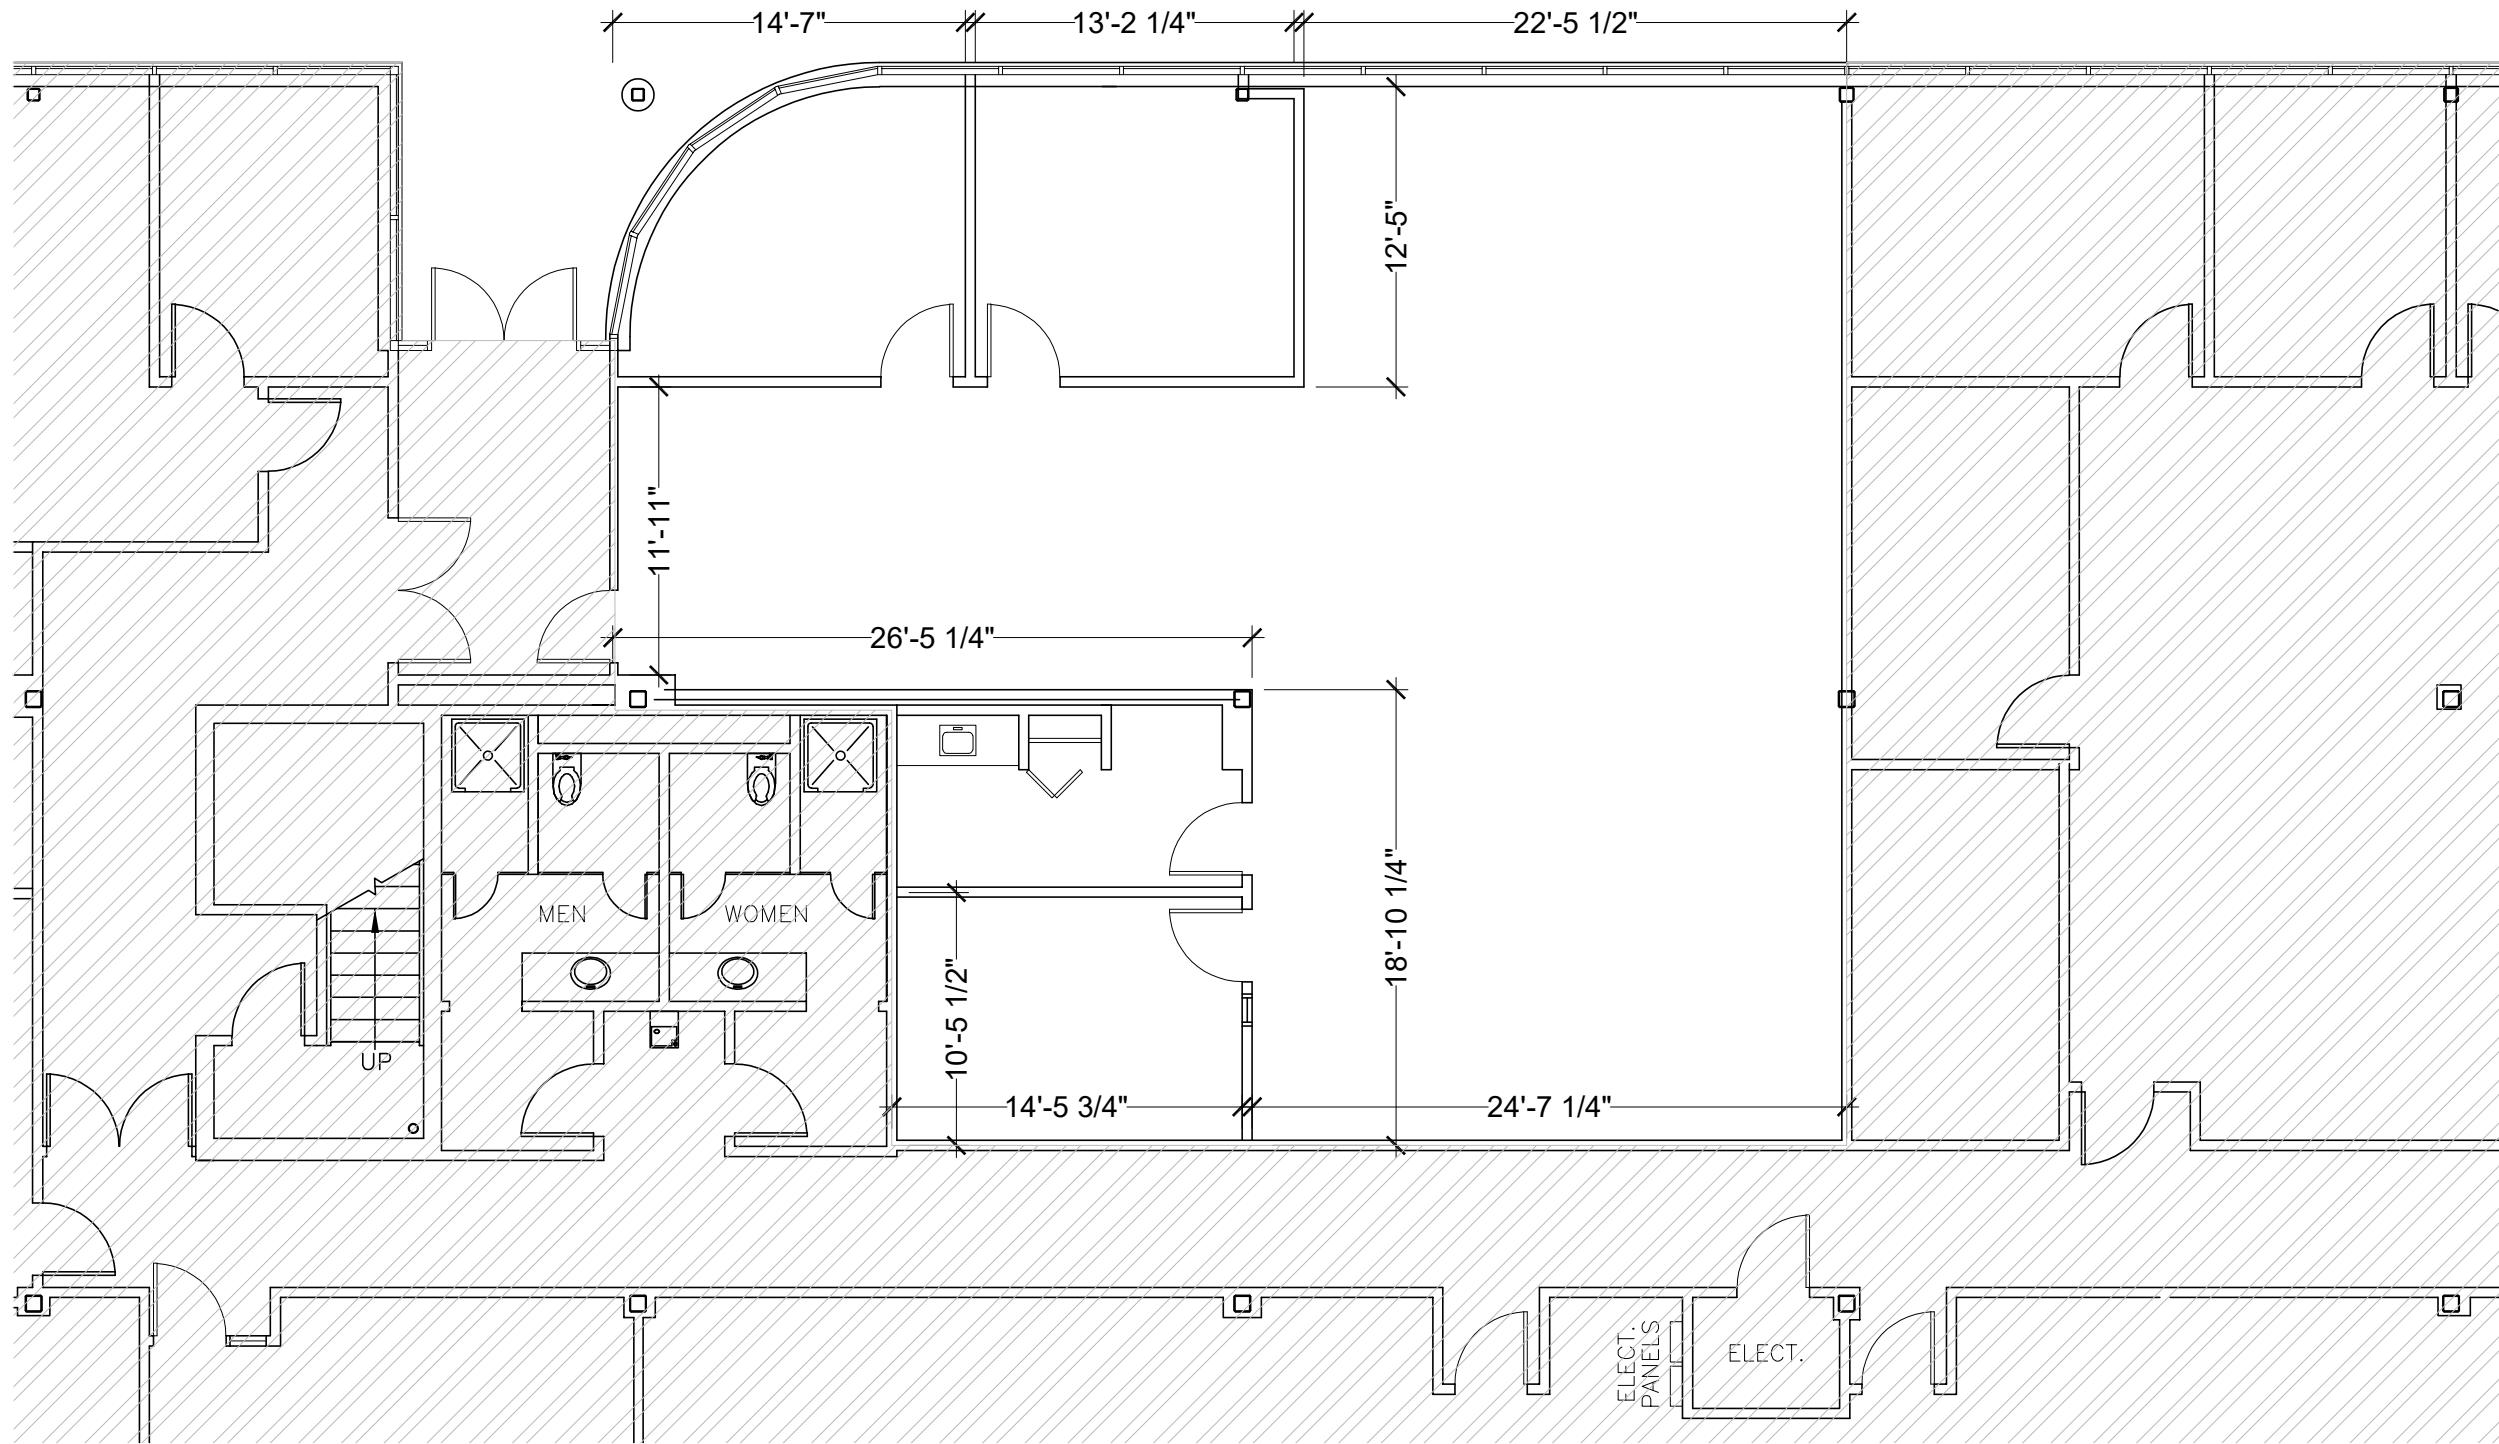 14'-7"
13'-2 1/4"
22'-5 1/2"
12'-5"
11'-11"
26'-5 1/4"
18'-10 1/4"
MEN
WOMEN
10'-5 1/2"
UP
14'-5 3/4"
24'-7 1/4"
ELECT.
PANELS
ELECT.